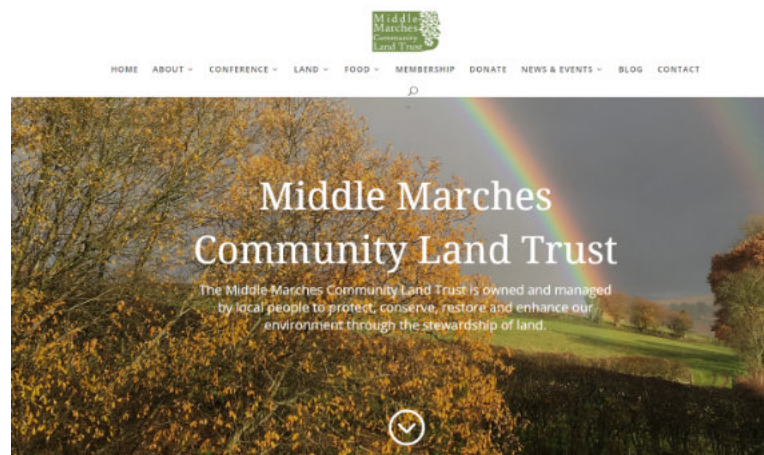 Middle
Marches
Community
Land Trust
HOME ABOUT CONFERENCE LAND FOOD MEMBERSHIP DONATE NEWS & EVENTS BLOG CONTACT
Middle Marches
Community Land Trust
The Middle Marches Community Land Trust is owned and managed
by local people to protect, conserve, restore and enhance our
environment through the stewardship of land.